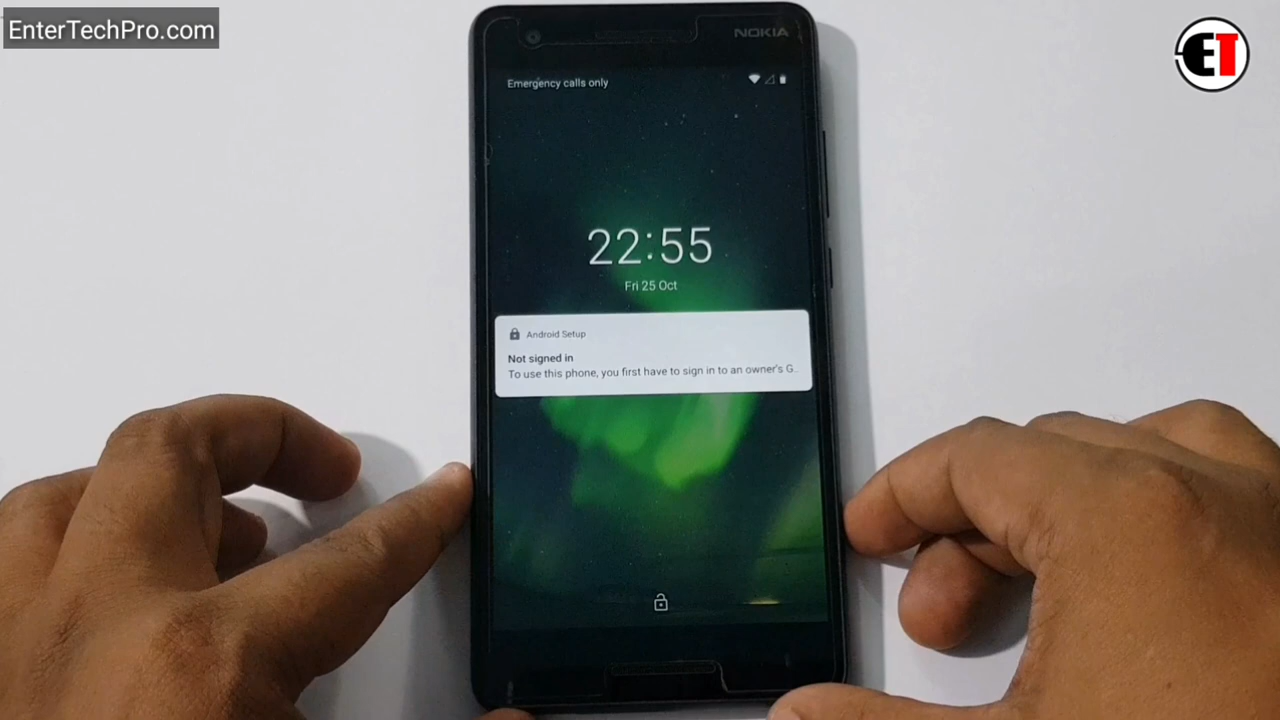 EnterTechPro.com
ET
NOKIA
Emergency calls only
22:55
Fri 25 Oct
Android Setup
Not signed in
To use this phone, you first have to sign in to an owner's G..